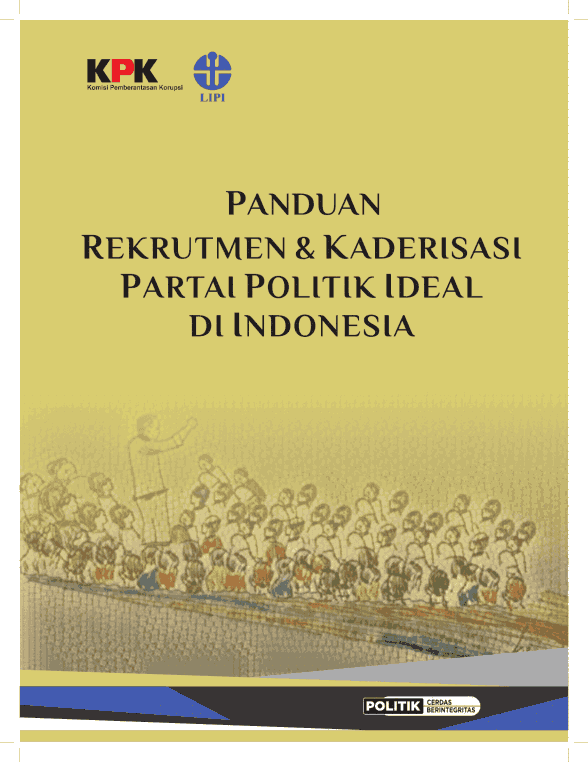 KPK
Komisi Pemberantasan Korupsi
LIPI
PANDUAN
REKRUTMEN & KADERISASI
PARTAI POLITIK IDEAL
DI INDONESIA
POLITIK CERDAS
BERINTEGRITAS